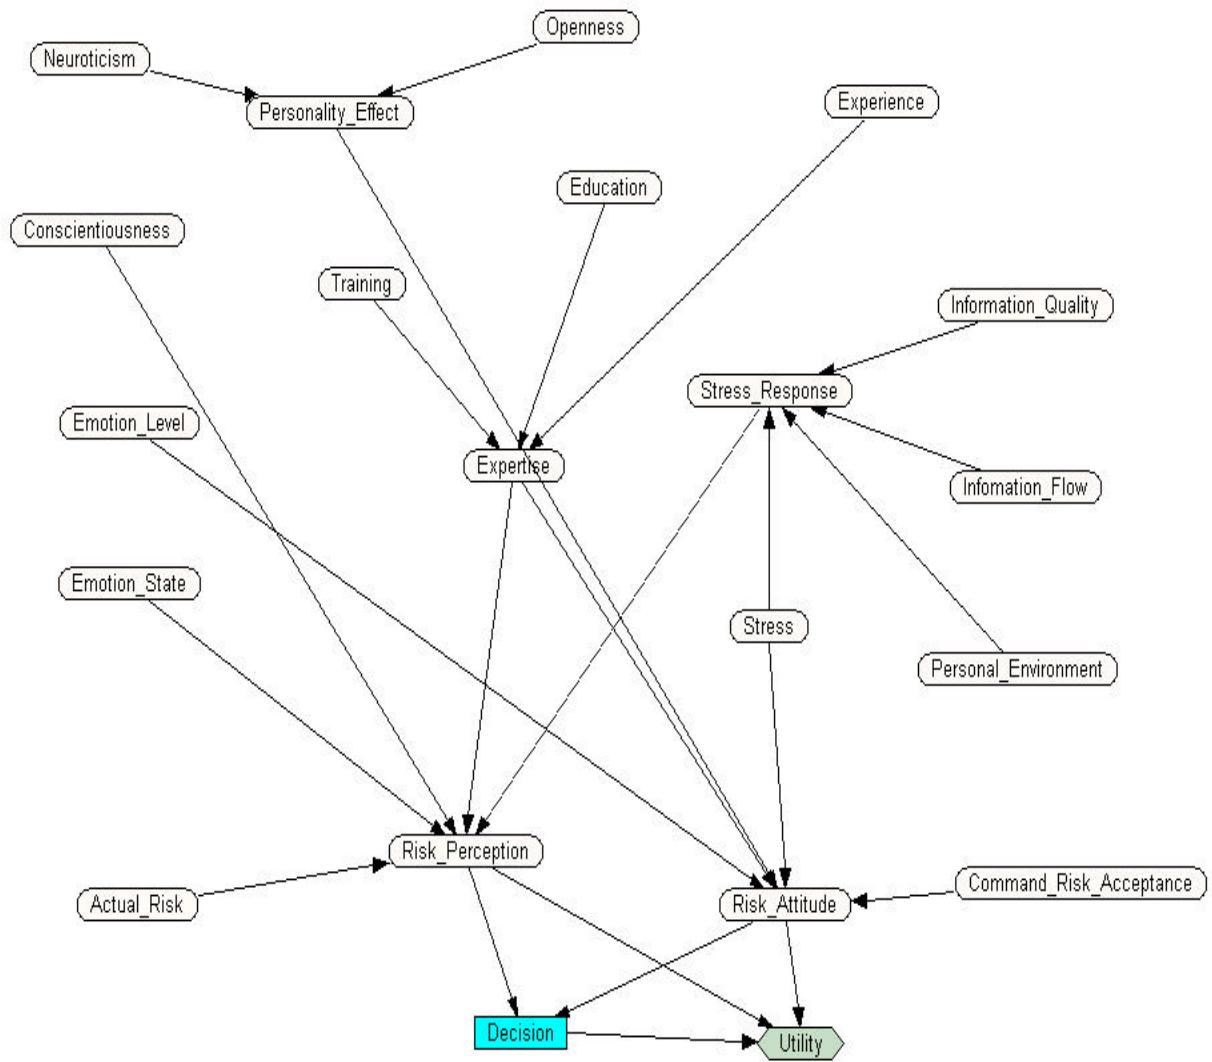 Openness
Neuroticism
Personality_Effect
Experience
Education
Conscientiousness
Training
Information_Quality
Stress_Response
Emotion_Level
Expertise
Infomation_Flow
Emotion_State
Stress
Personal_Environment
Risk_Perception
Command_Risk_Acceptance
Actual_Risk
Risk_Attitude
Decision
Utility